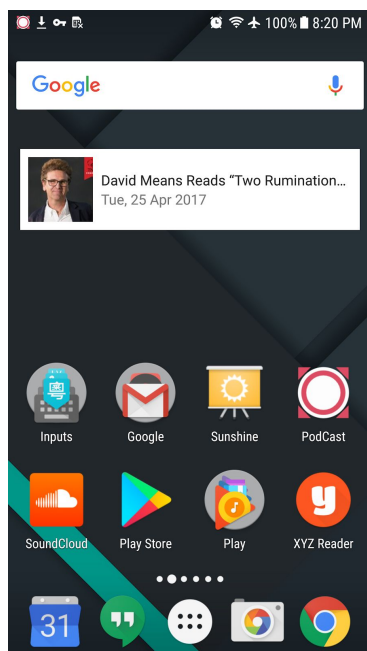 100% 8:20 PM
Google
David Means Reads “Two Rumination...
Tue, 25 Apr 2017
粵
Inputs Google Sunshine PodCast
SoundCloud Play Store Play XYZ Reader
31